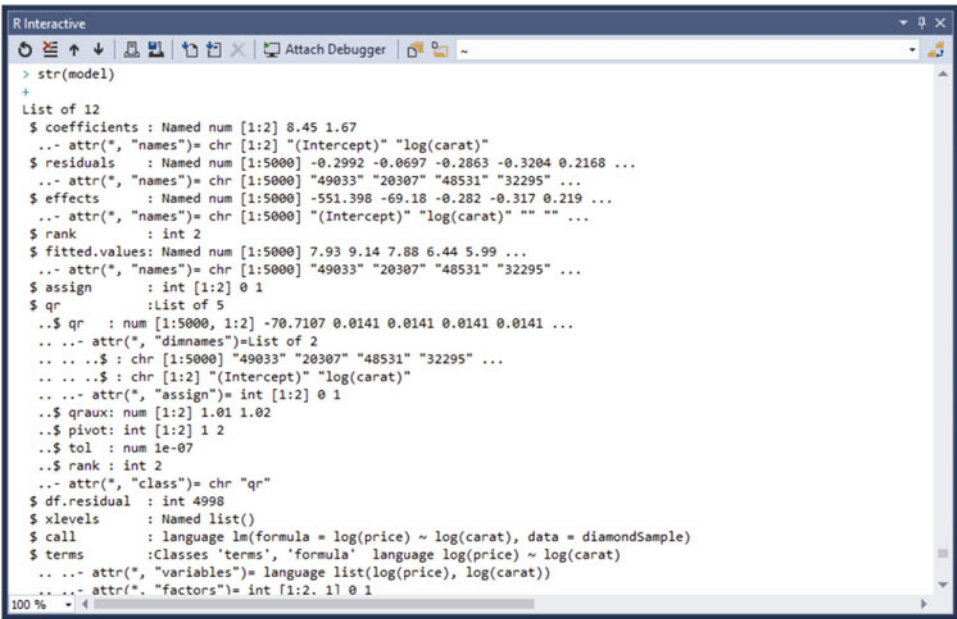 R Interactive
Attach Debugger ~
> str(model)
+
List of 12
 $ coefficients : Named num [1:2] 8.45 1.67
  ..- attr(*, "names")= chr [1:2] "(Intercept)" "log(carat)"
 $ residuals    : Named num [1:5000] -0.2992 -0.0697 -0.2863 -0.3204 0.2168 ...
  ..- attr(*, "names")= chr [1:5000] "49033" "20307" "48531" "32295" ...
 $ effects      : Named num [1:5000] -551.398 -69.18 -0.282 -0.317 0.219 ...
  ..- attr(*, "names")= chr [1:5000] "(Intercept)" "log(carat)" "" "" ...
 $ rank         : int 2
 $ fitted.values: Named num [1:5000] 7.93 9.14 7.88 6.44 5.99 ...
  ..- attr(*, "names")= chr [1:5000] "49033" "20307" "48531" "32295" ...
 $ assign       : int [1:2] 0 1
 $ qr           :List of 5
  ..$ qr   : num [1:5000, 1:2] -70.7107 0.0141 0.0141 0.0141 0.0141 ...
  .. ..- attr(*, "dimnames")=List of 2
  .. .. ..$ : chr [1:5000] "49033" "20307" "48531" "32295" ...
  .. .. ..$ : chr [1:2] "(Intercept)" "log(carat)"
  .. ..- attr(*, "assign")= int [1:2] 0 1
  ..$ qraux: num [1:2] 1.01 1.02
  ..$ pivot: int [1:2] 1 2
  ..$ tol  : num 1e-07
  ..$ rank : int 2
  ..- attr(*, "class")= chr "qr"
 $ df.residual  : int 4998
 $ xlevels      : Named list()
 $ call         : language lm(formula = log(price) ~ log(carat), data = diamondSample)
 $ terms        :Classes 'terms', 'formula'  language log(price) ~ log(carat)
  .. ..- attr(*, "variables")= language list(log(price), log(carat))
  .. ..- attr(*, "factors")= int [1:2, 1] 0 1
100 %